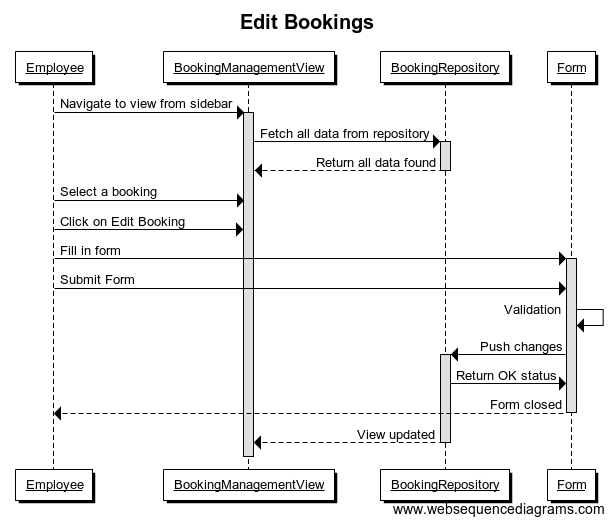 Edit Bookings
Employee BookingManagementView BookingRepository Form
Navigate to view from sidebar
Fetch all data from repository
Return all data found
Select a booking
Click on Edit Booking
Fill in form
Submit Form
Validation
Push changes
Return OK status
Form closed
View updated
Employee BookingManagementView BookingRepository Form
www.websequencediagrams.com